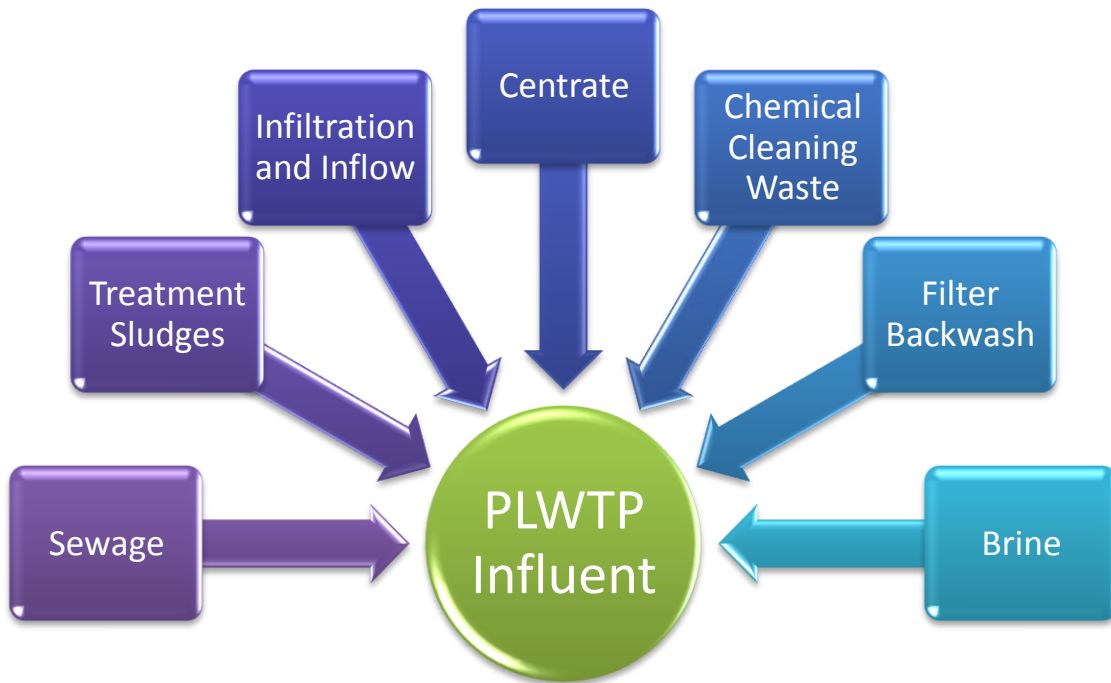 Centrate
Infiltration
and Inflow
Chemical
Cleaning
Waste
Treatment
Sludges
Filter
Backwash
Sewage
PLWTP
Influent
Brine